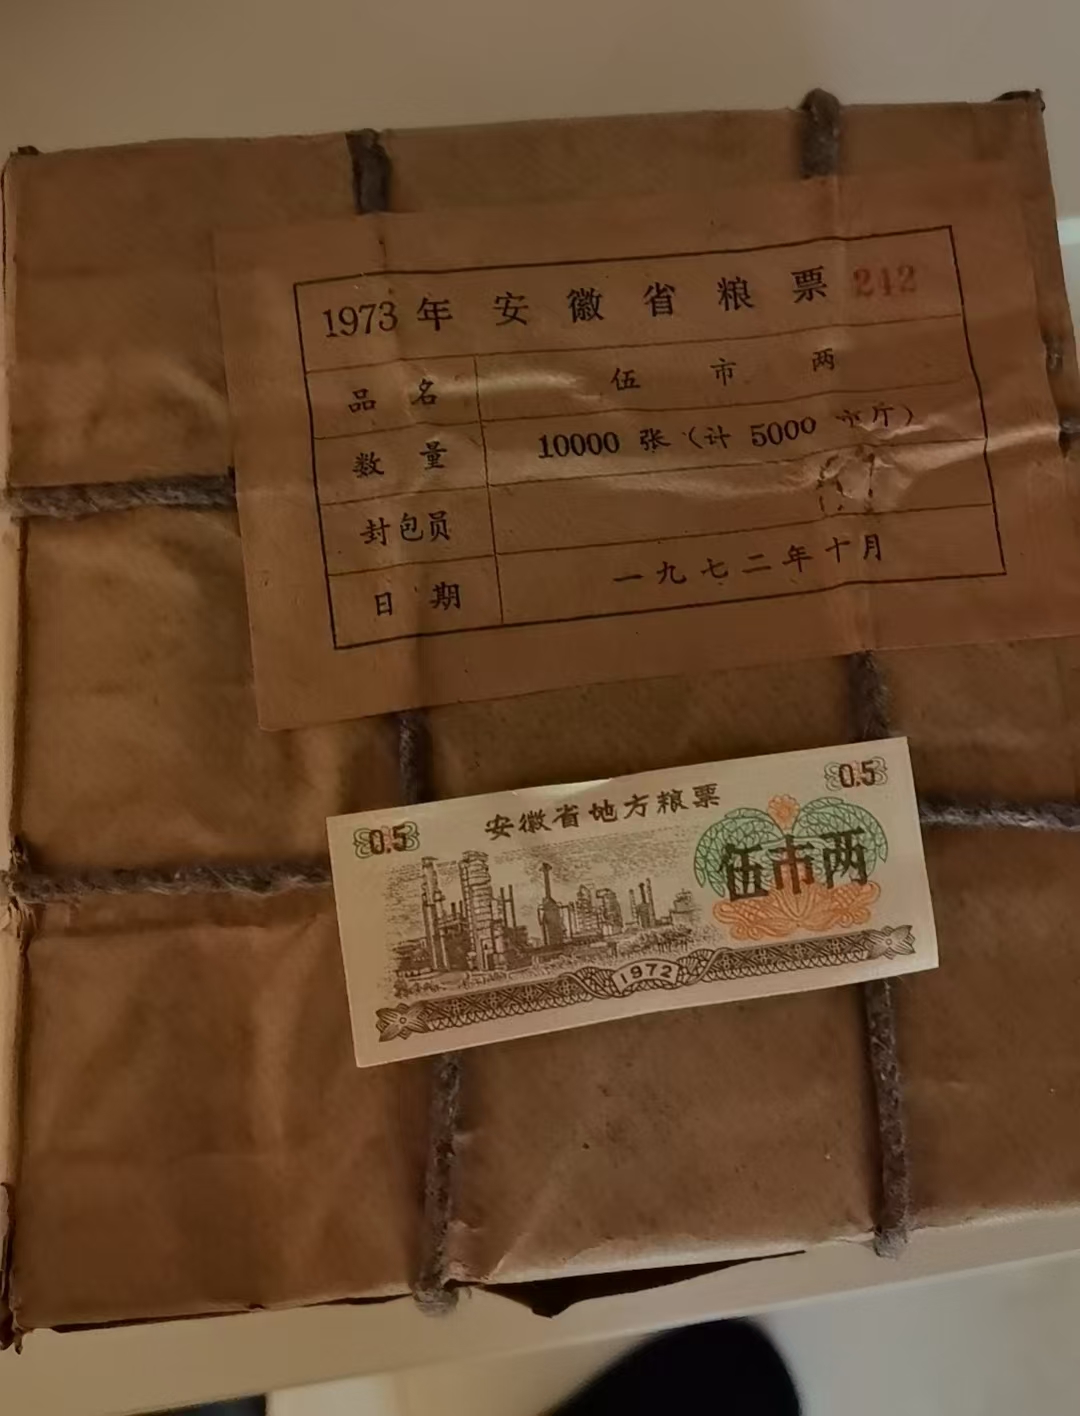 1973年安徽省粮票 242
品名 伍市两
数量 10000张(计5000市斤)
封包员
日期 一九七二年十月
0.5 安徽省地方粮票 0.5
伍市两
1972